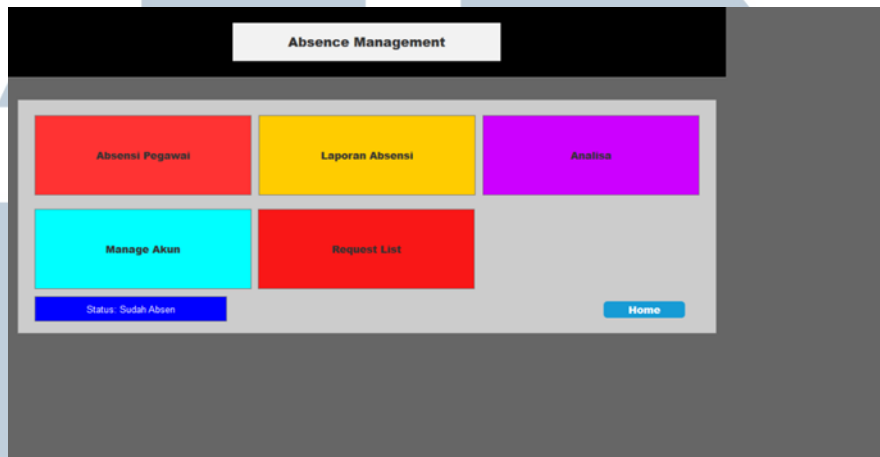 Absence Management
Absensi Pegawai
Laporan Absensi
Analisa
Manage Akun
Request List
Status: Sudah Absen
Home